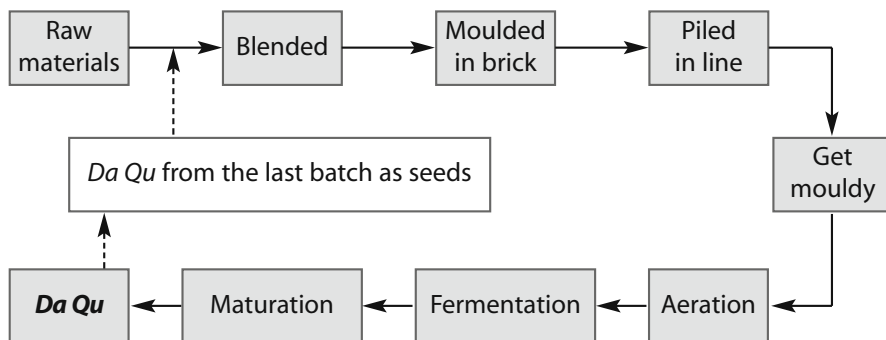 Raw
materials
Blended
Moulded
in brick
Piled
in line
Get
mouldy
Da Qu from the last batch as seeds
Da Qu
Maturation
Fermentation
Aeration